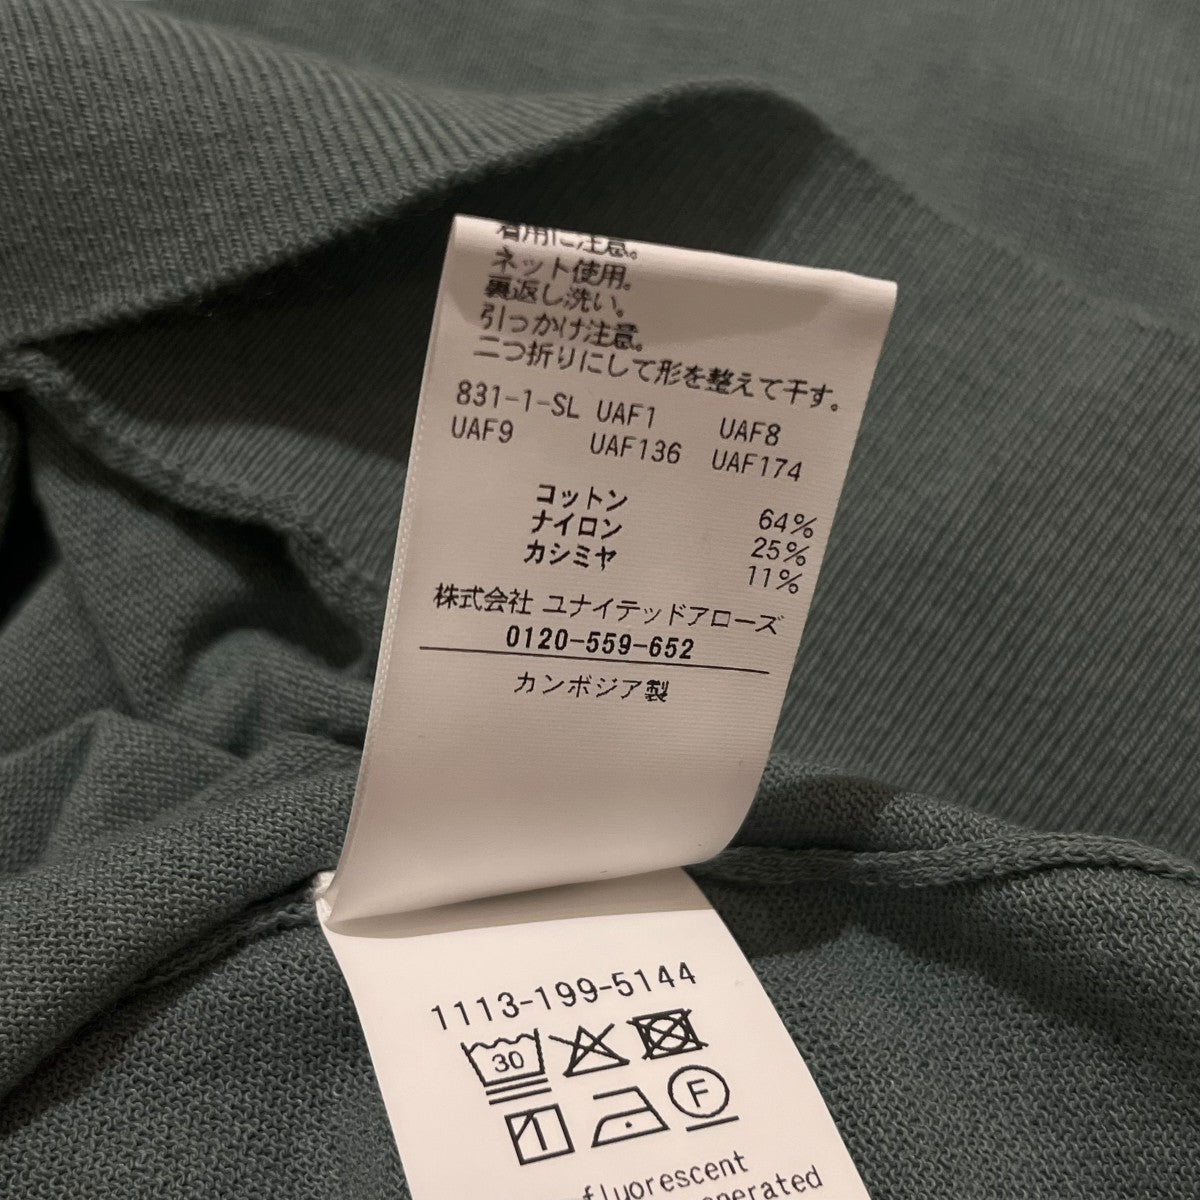 着用に注意。
ネット使用。
裏返し洗い。
引っかけ注意。
二つ折りにして形を整えて干す。
831-1-SL UAF1 UAF8
UAF9 UAF136 UAF174
コットン 64%
ナイロン 25%
カシミヤ 11%
株式会社 ユナイテッドアローズ
0120-559-652
カンボジア製
1113-199-5144
30
F
fluorescent